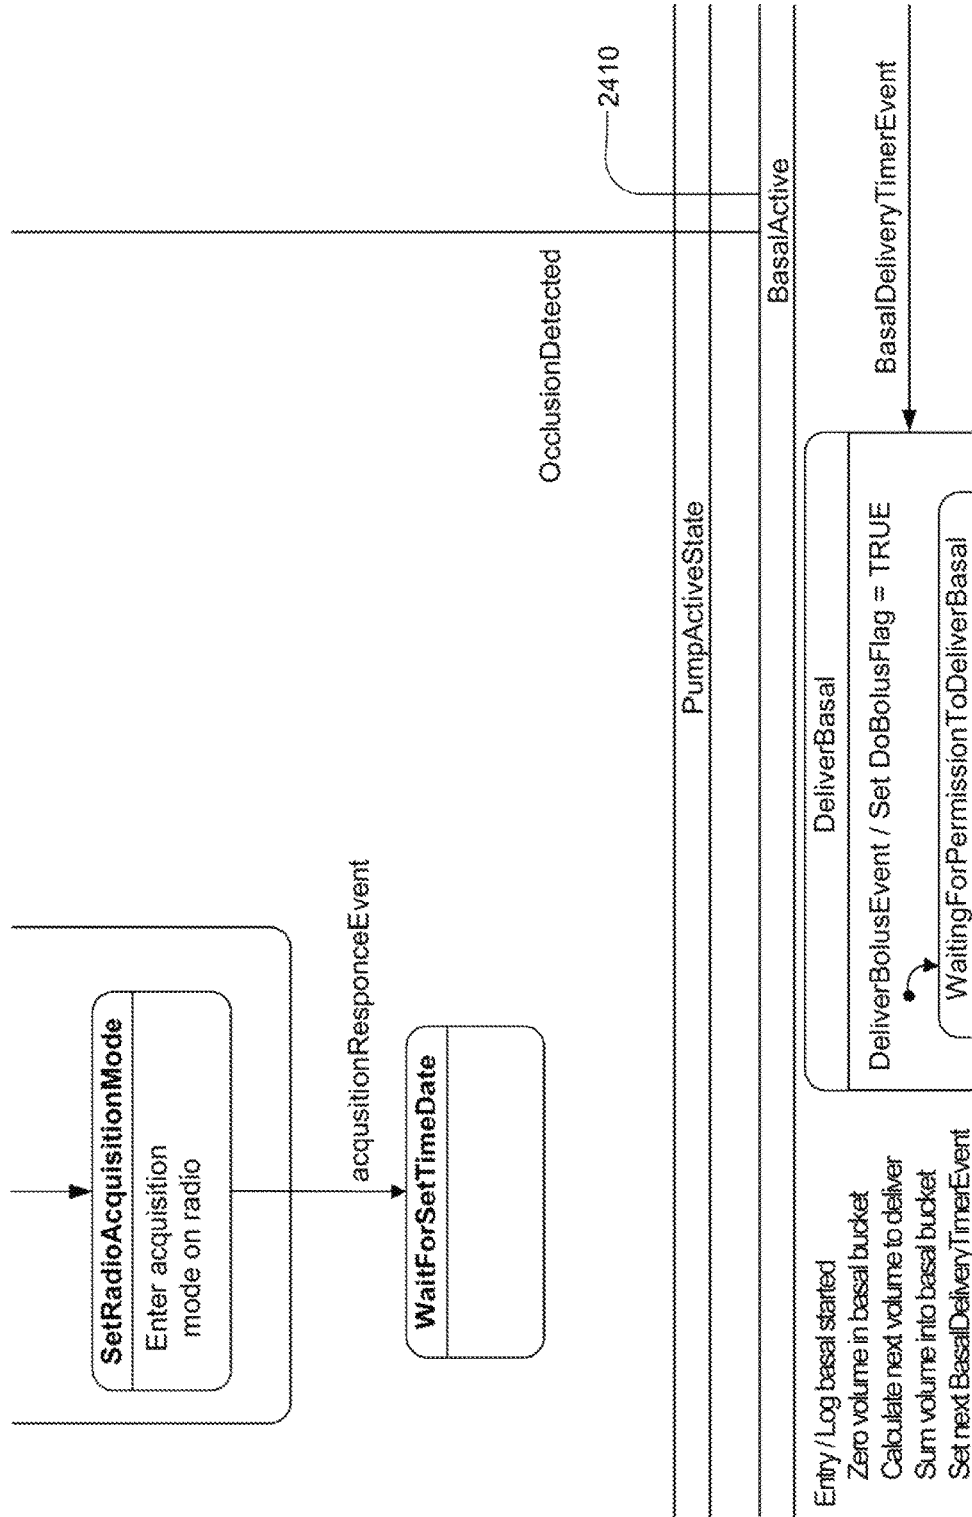 SetRadioAcquisitionMode
Enter acquisition
mode on radio
acqusitionResponceEvent
WaitForSetTimeDate
OcclusionDetected
2410
PumpActiveState
BasalActive
Entry / Log basal started
Zero volume in basal bucket
Calculate next volume to deliver
Sum volume into basal bucket
Set next BasalDeliveryTimerEvent
DeliverBasal
DeliverBolusEvent / Set DoBolusFlag = TRUE
WaitingForPermissionToDeliverBasal
BasalDeliveryTimerEvent